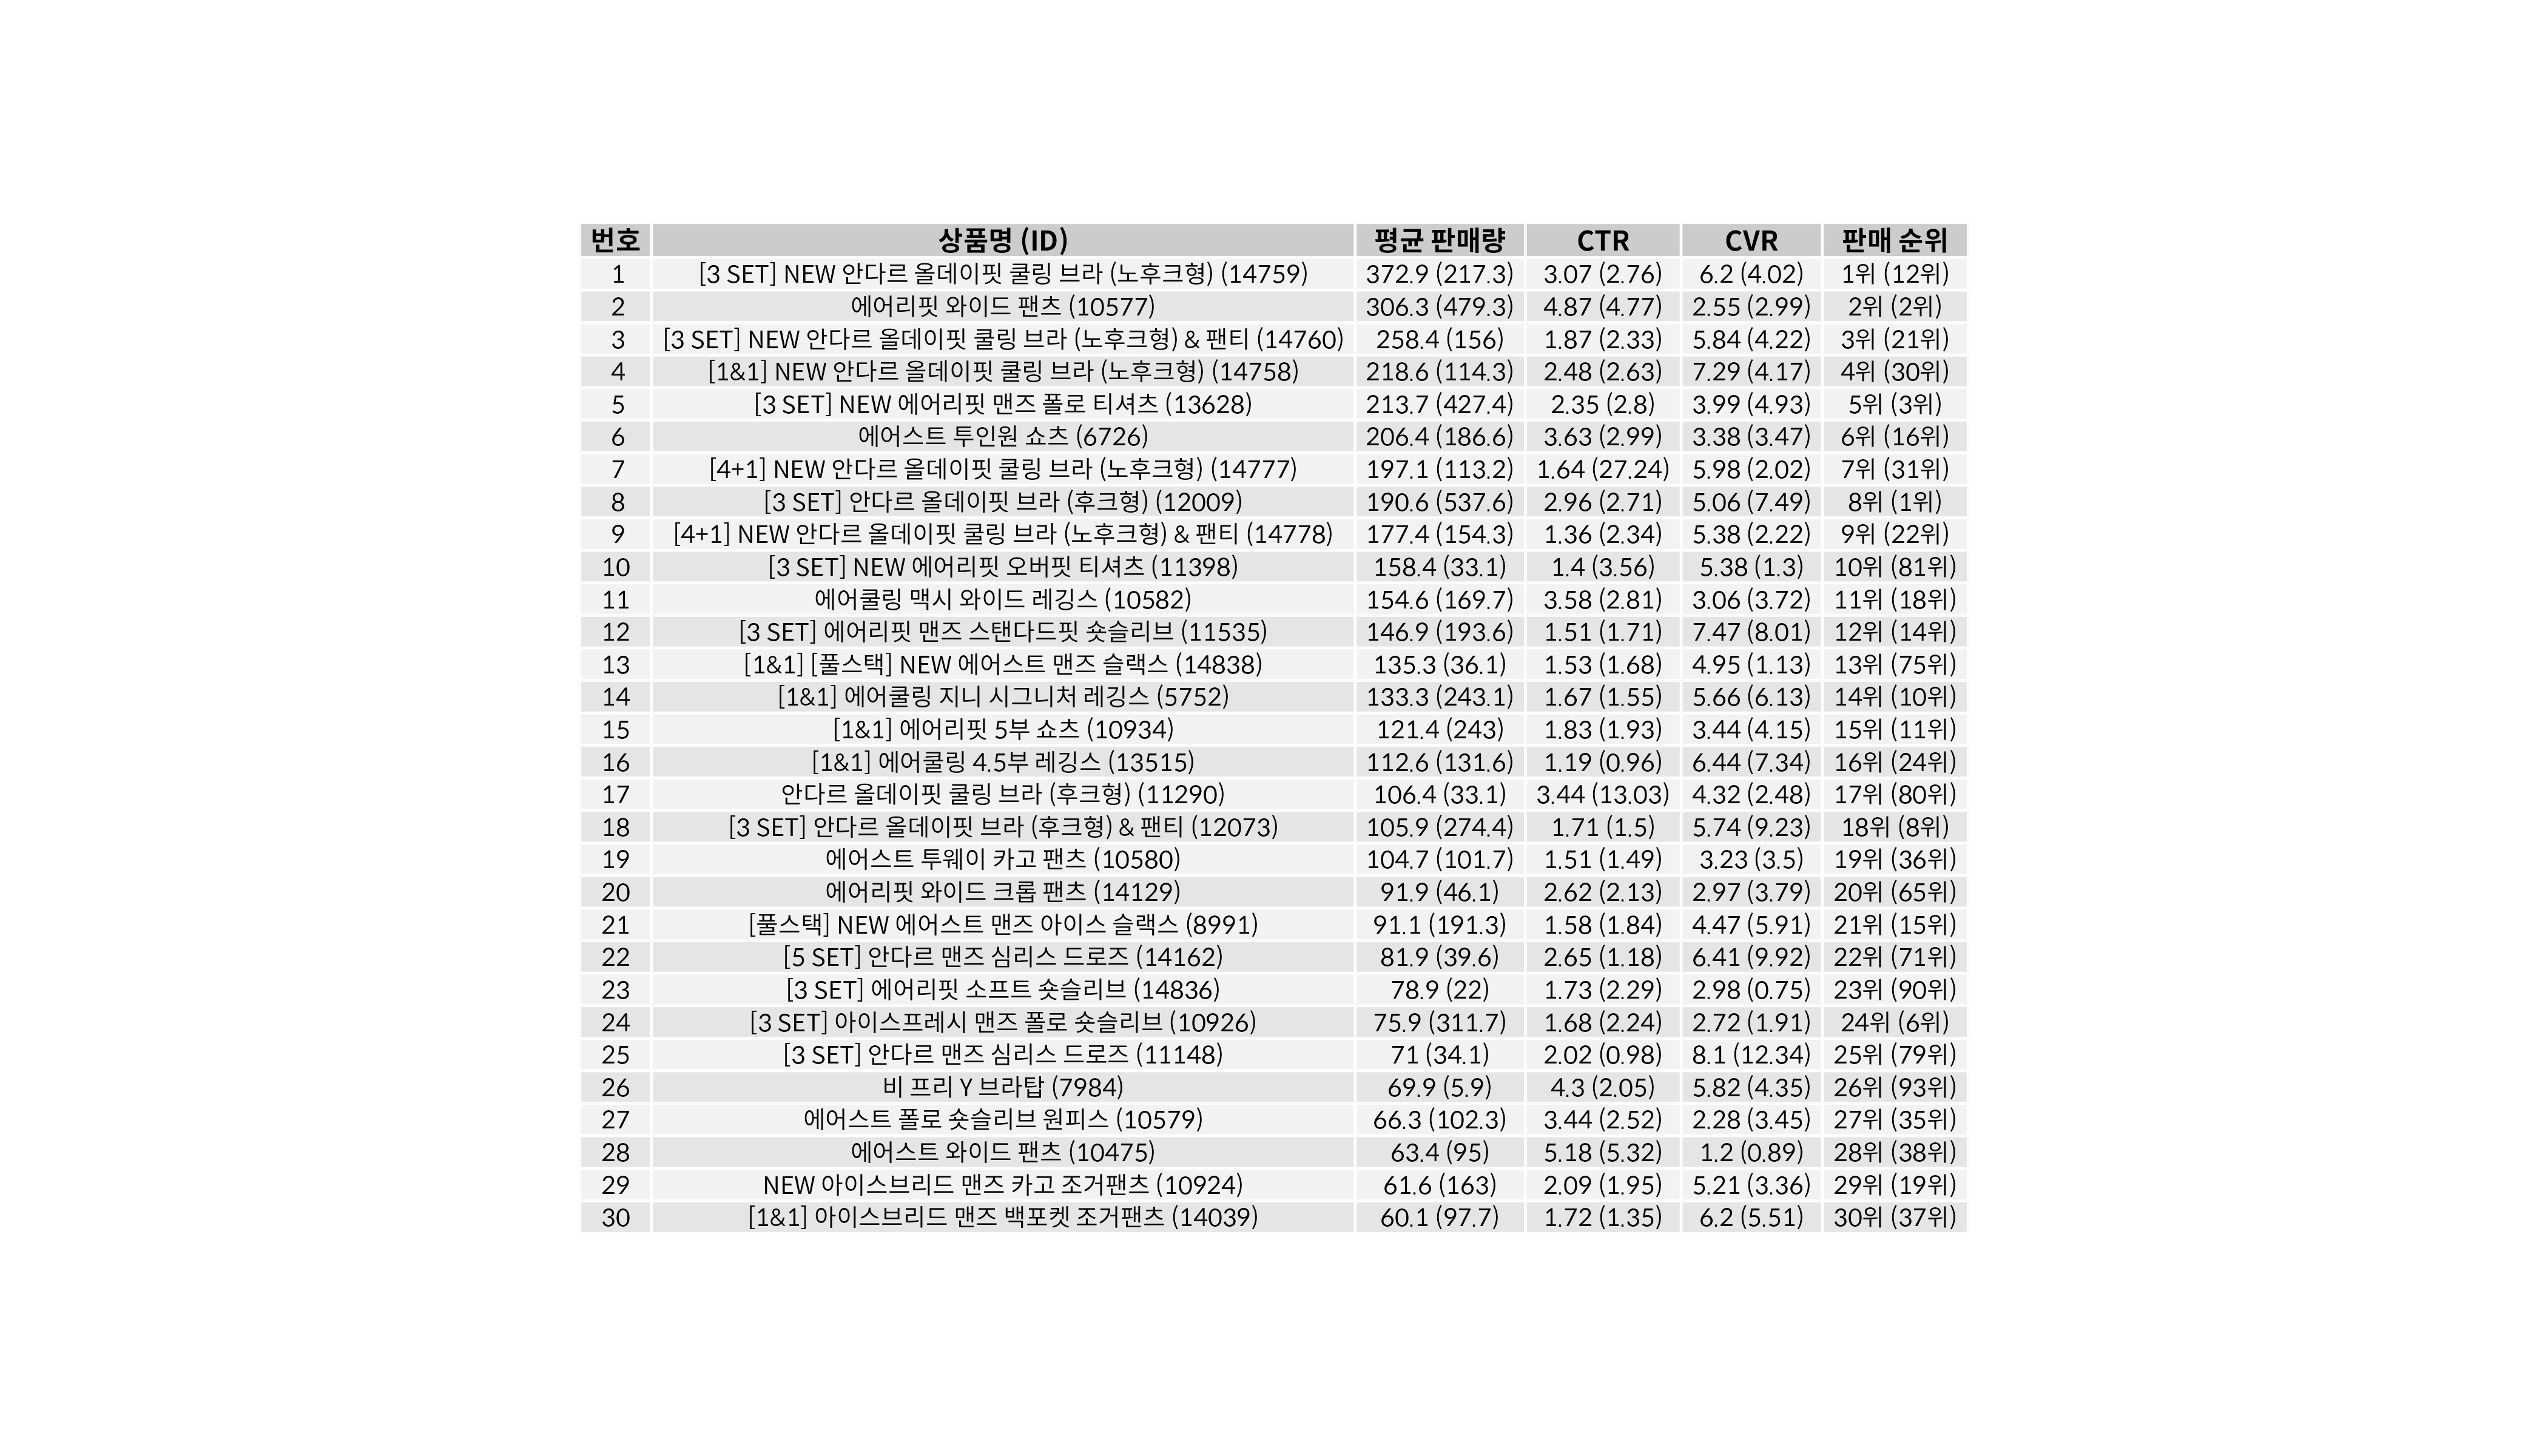 번호 상품명 (ID) 평균 판매량 CTR CVR 판매 순위
1 [3 SET] NEW 안다르 올데이핏 쿨링 브라 (노후크형) (14759) 372.9 (217.3) 3.07 (2.76) 6.2 (4.02) 1위 (12위)
2 에어리핏 와이드 팬츠 (10577) 306.3 (479.3) 4.87 (4.77) 2.55 (2.99) 2위 (2위)
3 [3 SET] NEW 안다르 올데이핏 쿨링 브라 (노후크형) & 팬티 (14760) 258.4 (156) 1.87 (2.33) 5.84 (4.22) 3위 (21위)
4 [1&1] NEW 안다르 올데이핏 쿨링 브라 (노후크형) (14758) 218.6 (114.3) 2.48 (2.63) 7.29 (4.17) 4위 (30위)
5 [3 SET] NEW 에어리핏 맨즈 폴로 티셔츠 (13628) 213.7 (427.4) 2.35 (2.8) 3.99 (4.93) 5위 (3위)
6 에어스트 투인원 쇼츠 (6726) 206.4 (186.6) 3.63 (2.99) 3.38 (3.47) 6위 (16위)
7 [4+1] NEW 안다르 올데이핏 쿨링 브라 (노후크형) (14777) 197.1 (113.2) 1.64 (27.24) 5.98 (2.02) 7위 (31위)
8 [3 SET] 안다르 올데이핏 브라 (후크형) (12009) 190.6 (537.6) 2.96 (2.71) 5.06 (7.49) 8위 (1위)
9 [4+1] NEW 안다르 올데이핏 쿨링 브라 (노후크형) & 팬티 (14778) 177.4 (154.3) 1.36 (2.34) 5.38 (2.22) 9위 (22위)
10 [3 SET] NEW 에어리핏 오버핏 티셔츠 (11398) 158.4 (33.1) 1.4 (3.56) 5.38 (1.3) 10위 (81위)
11 에어쿨링 맥시 와이드 레깅스 (10582) 154.6 (169.7) 3.58 (2.81) 3.06 (3.72) 11위 (18위)
12 [3 SET] 에어리핏 맨즈 스탠다드핏 숏슬리브 (11535) 146.9 (193.6) 1.51 (1.71) 7.47 (8.01) 12위 (14위)
13 [1&1] [풀스택] NEW 에어스트 맨즈 슬랙스 (14838) 135.3 (36.1) 1.53 (1.68) 4.95 (1.13) 13위 (75위)
14 [1&1] 에어쿨링 지니 시그니처 레깅스 (5752) 133.3 (243.1) 1.67 (1.55) 5.66 (6.13) 14위 (10위)
15 [1&1] 에어리핏 5부 쇼츠 (10934) 121.4 (243) 1.83 (1.93) 3.44 (4.15) 15위 (11위)
16 [1&1] 에어쿨링 4.5부 레깅스 (13515) 112.6 (131.6) 1.19 (0.96) 6.44 (7.34) 16위 (24위)
17 안다르 올데이핏 쿨링 브라 (후크형) (11290) 106.4 (33.1) 3.44 (13.03) 4.32 (2.48) 17위 (80위)
18 [3 SET] 안다르 올데이핏 브라 (후크형) & 팬티 (12073) 105.9 (274.4) 1.71 (1.5) 5.74 (9.23) 18위 (8위)
19 에어스트 투웨이 카고 팬츠 (10580) 104.7 (101.7) 1.51 (1.49) 3.23 (3.5) 19위 (36위)
20 에어리핏 와이드 크롭 팬츠 (14129) 91.9 (46.1) 2.62 (2.13) 2.97 (3.79) 20위 (65위)
21 [풀스택] NEW 에어스트 맨즈 아이스 슬랙스 (8991) 91.1 (191.3) 1.58 (1.84) 4.47 (5.91) 21위 (15위)
22 [5 SET] 안다르 맨즈 심리스 드로즈 (14162) 81.9 (39.6) 2.65 (1.18) 6.41 (9.92) 22위 (71위)
23 [3 SET] 에어리핏 소프트 숏슬리브 (14836) 78.9 (22) 1.73 (2.29) 2.98 (0.75) 23위 (90위)
24 [3 SET] 아이스프레시 맨즈 폴로 숏슬리브 (10926) 75.9 (311.7) 1.68 (2.24) 2.72 (1.91) 24위 (6위)
25 [3 SET] 안다르 맨즈 심리스 드로즈 (11148) 71 (34.1) 2.02 (0.98) 8.1 (12.34) 25위 (79위)
26 비 프리 Y 브라탑 (7984) 69.9 (5.9) 4.3 (2.05) 5.82 (4.35) 26위 (93위)
27 에어스트 폴로 숏슬리브 원피스 (10579) 66.3 (102.3) 3.44 (2.52) 2.28 (3.45) 27위 (35위)
28 에어스트 와이드 팬츠 (10475) 63.4 (95) 5.18 (5.32) 1.2 (0.89) 28위 (38위)
29 NEW 아이스브리드 맨즈 카고 조거팬츠 (10924) 61.6 (163) 2.09 (1.95) 5.21 (3.36) 29위 (19위)
30 [1&1] 아이스브리드 맨즈 백포켓 조거팬츠 (14039) 60.1 (97.7) 1.72 (1.35) 6.2 (5.51) 30위 (37위)